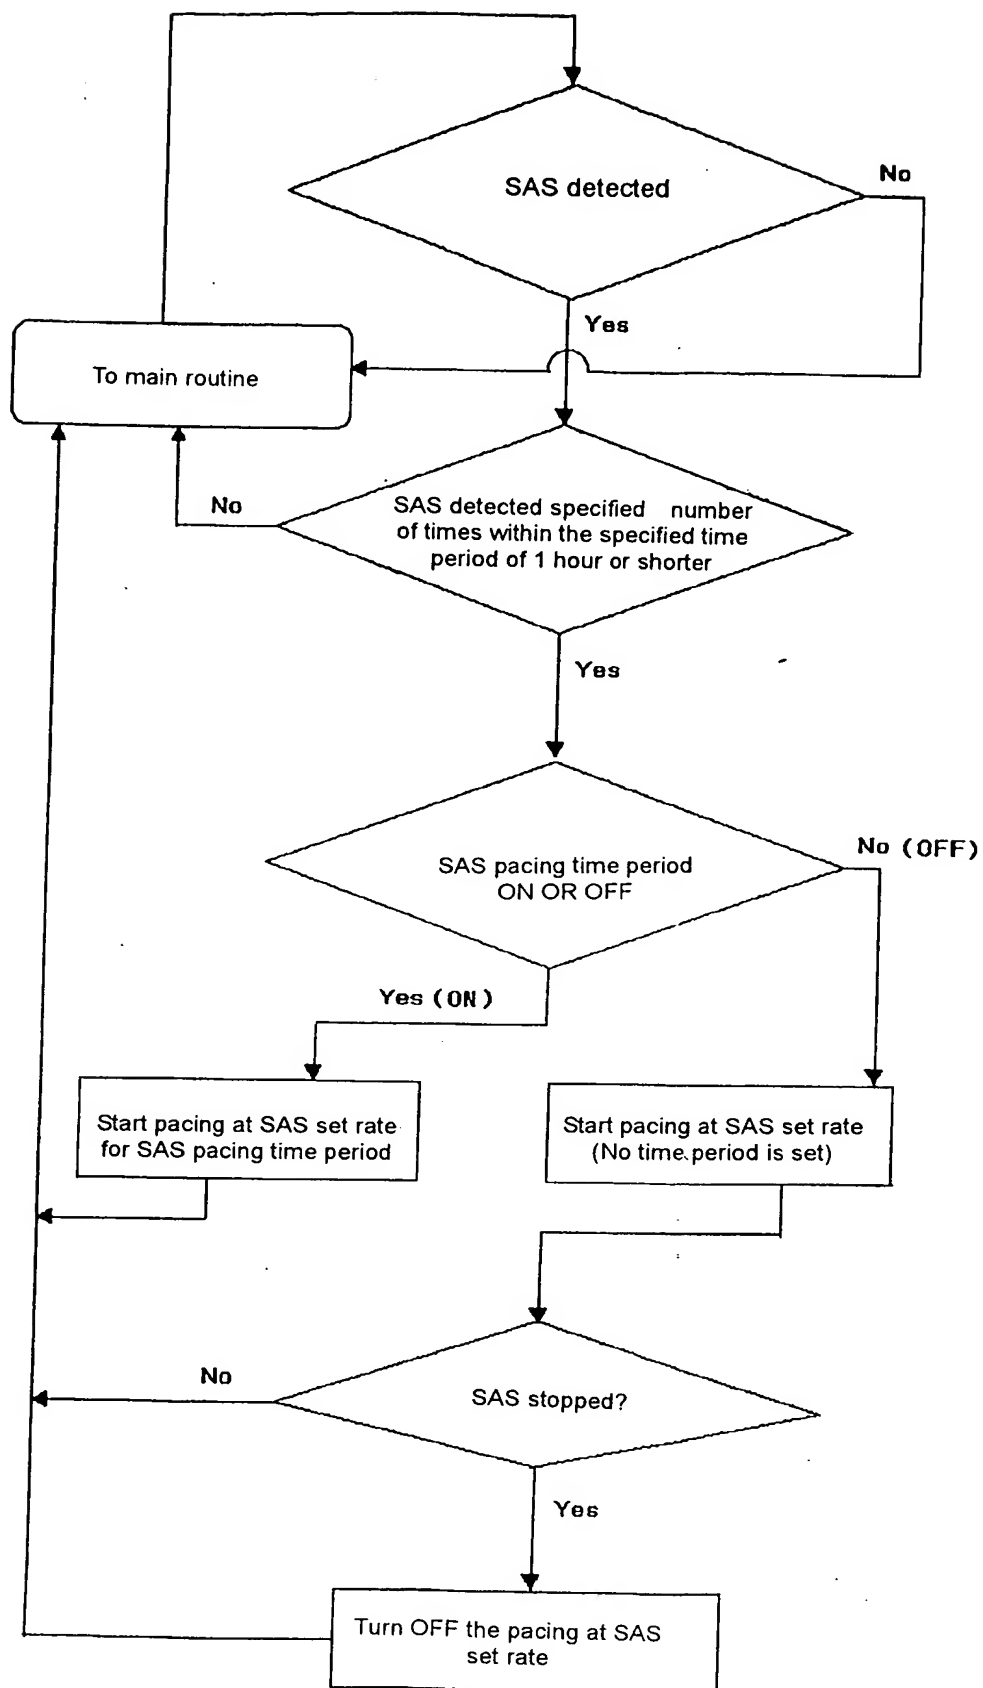 SAS detected
No
Yes
To main routine
No
SAS detected specified number
of times within the specified time
period of 1 hour or shorter
Yes
SAS pacing time period
ON OR OFF
No (OFF)
Yes (ON)
Start pacing at SAS set rate
for SAS pacing time period
Start pacing at SAS set rate
(No time period is set)
No
SAS stopped?
Yes
Turn OFF the pacing at SAS
set rate